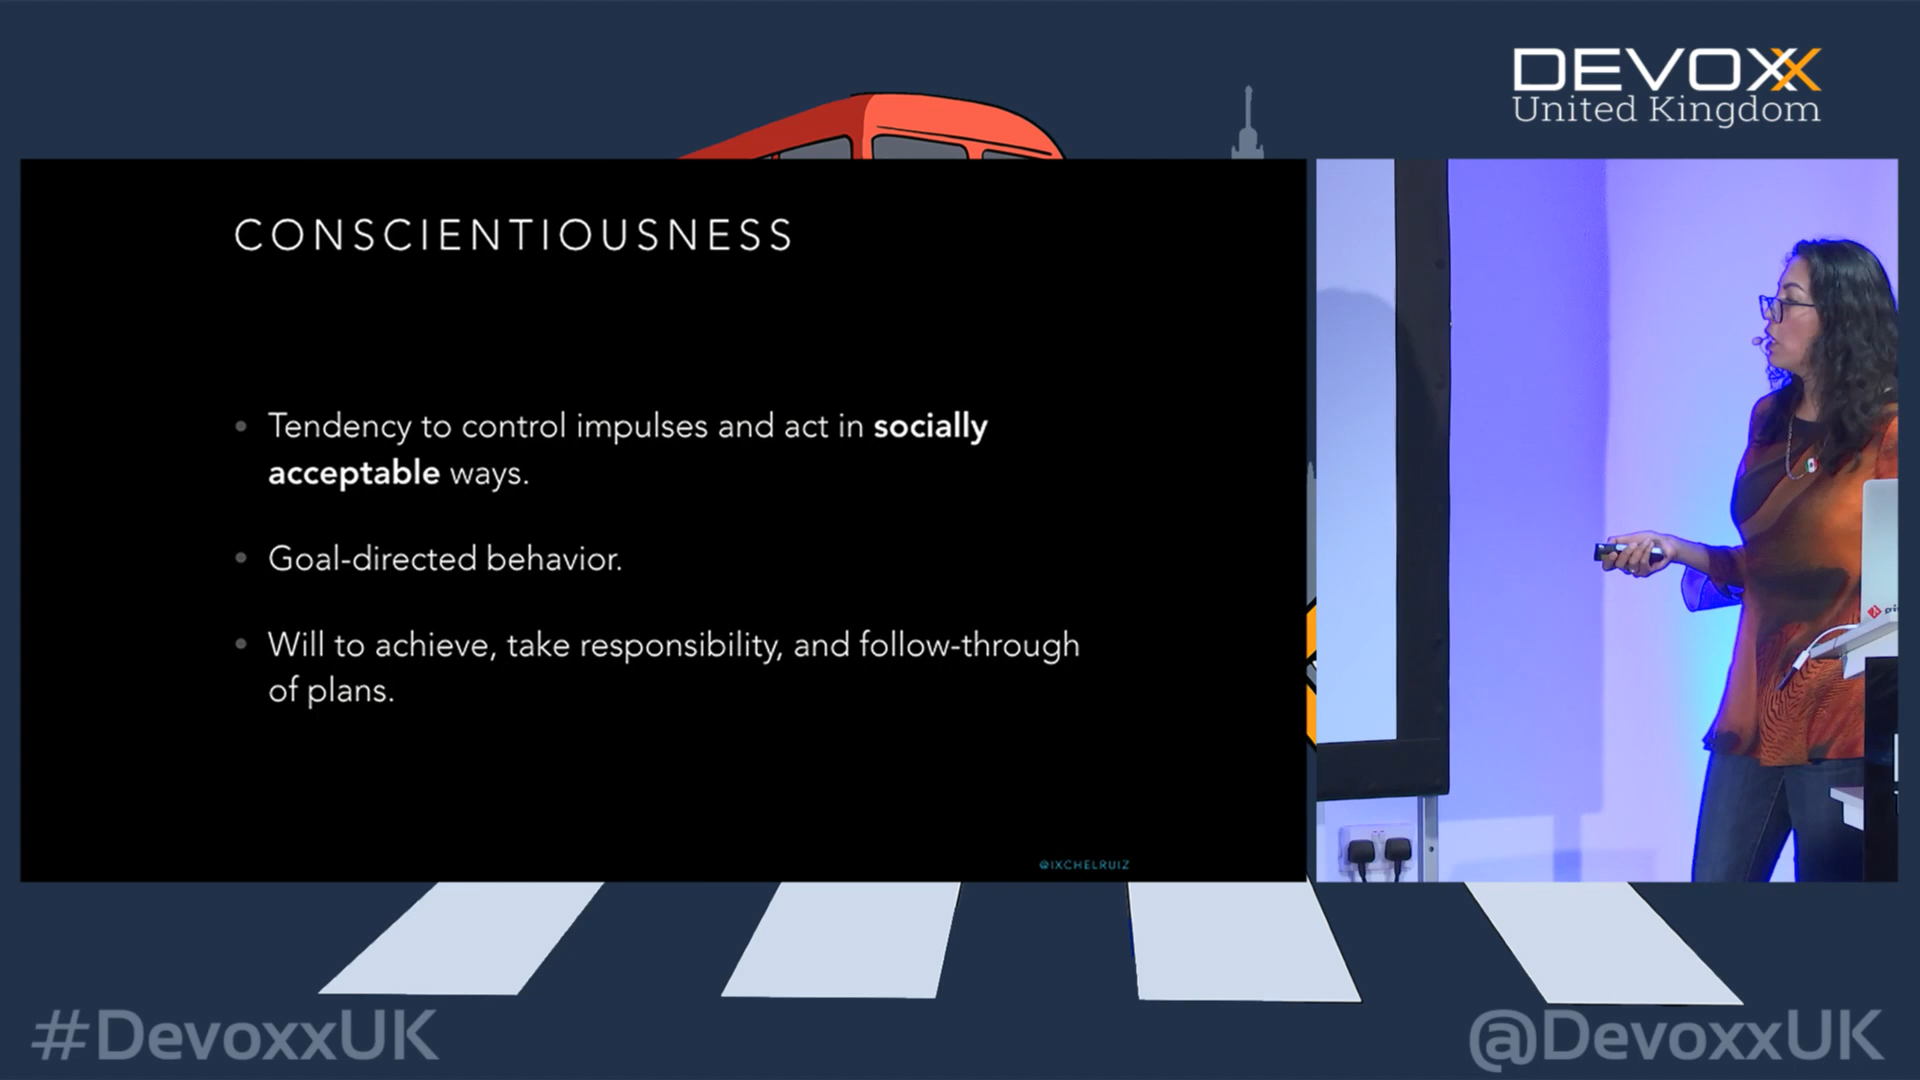 DEVOXX
United Kingdom
CONSCIENTIOUSNESS
• Tendency to control impulses and act in socially
acceptable ways.
• Goal-directed behavior.
• Will to achieve, take responsibility, and follow-through
of plans.
@IXCHELRUIZ
#DevoxxUK
@DevoxxUK